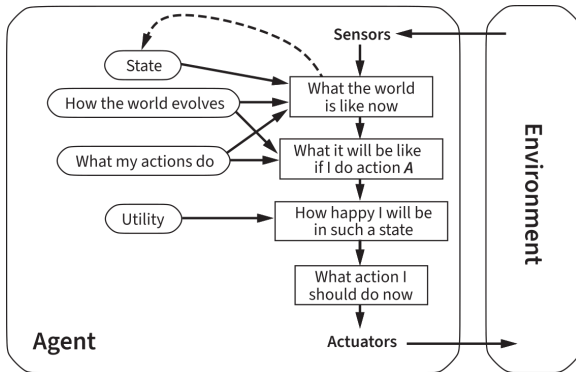 Sensors
State
What the world
is like now
How the world evolves
What my actions do
What it will be like
if I do action A
Utility
How happy I will be
in such a state
What action I
should do now
Agent
Actuators
Environment